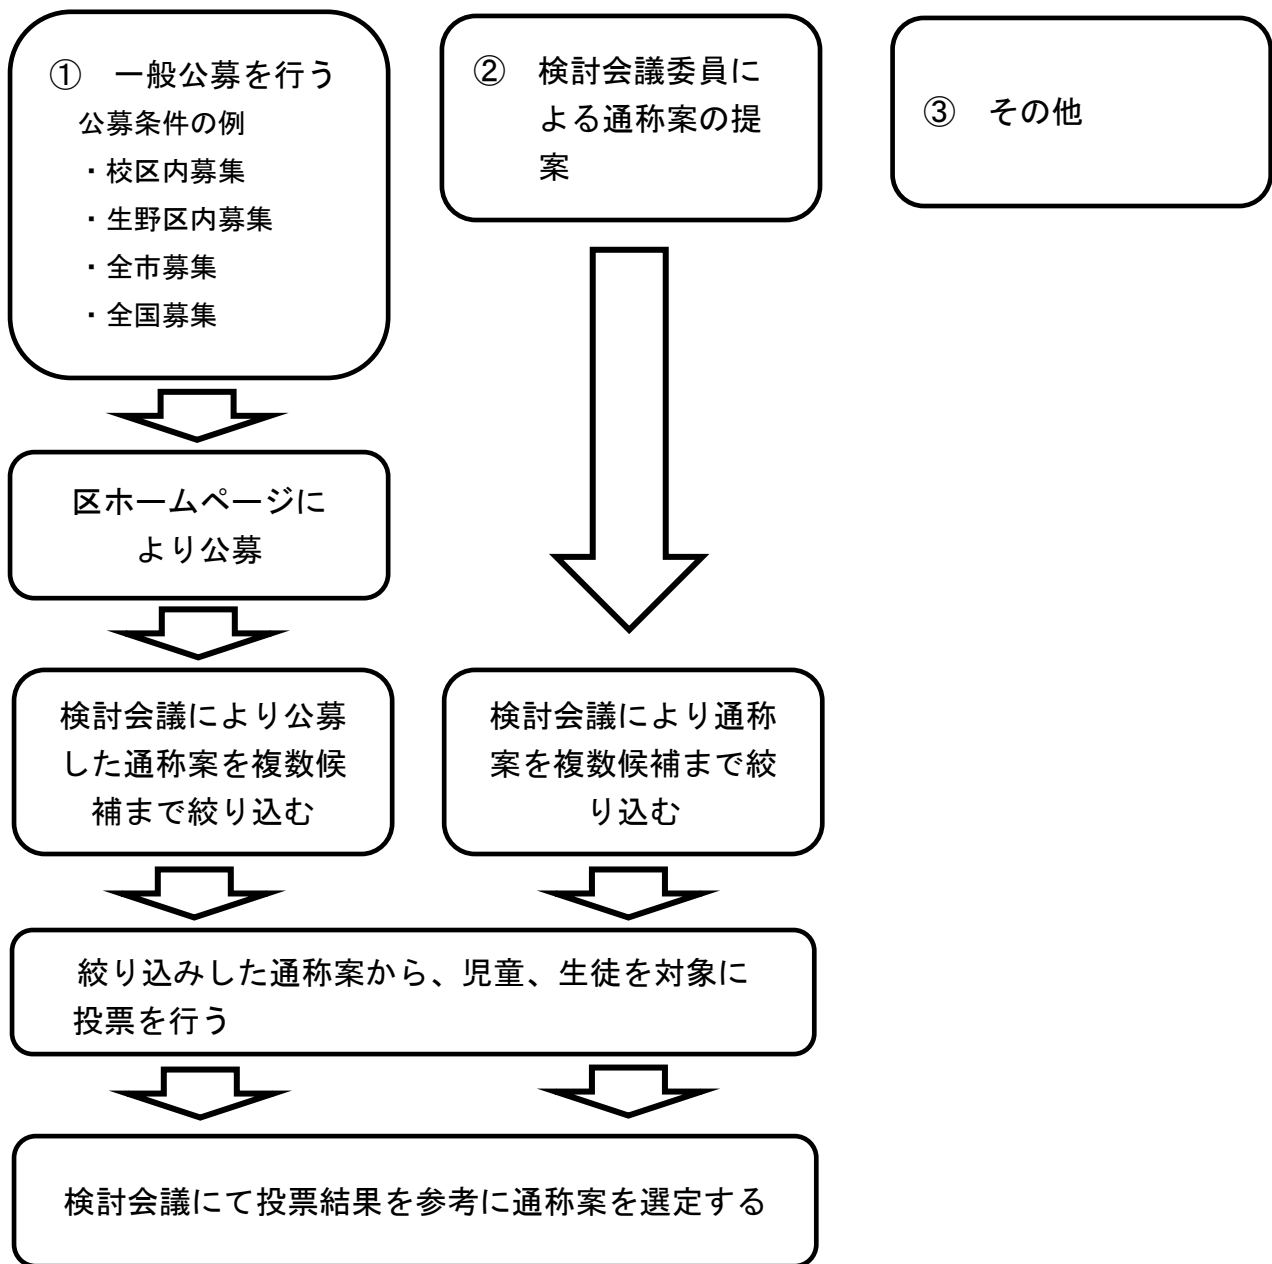 ① 一般公募を行う
公募条件の例
・校区内募集
・生野区内募集
・全市募集
・全国募集
② 検討会議委員に
よる通称案の提
案
③ その他
区ホームページに
より公募
検討会議により公募
した通称案を複数候
補まで絞り込む
検討会議により通称
案を複数候補まで絞
り込む
絞り込みした通称案から、児童、生徒を対象に
投票を行う
検討会議にて投票結果を参考に通称案を選定する